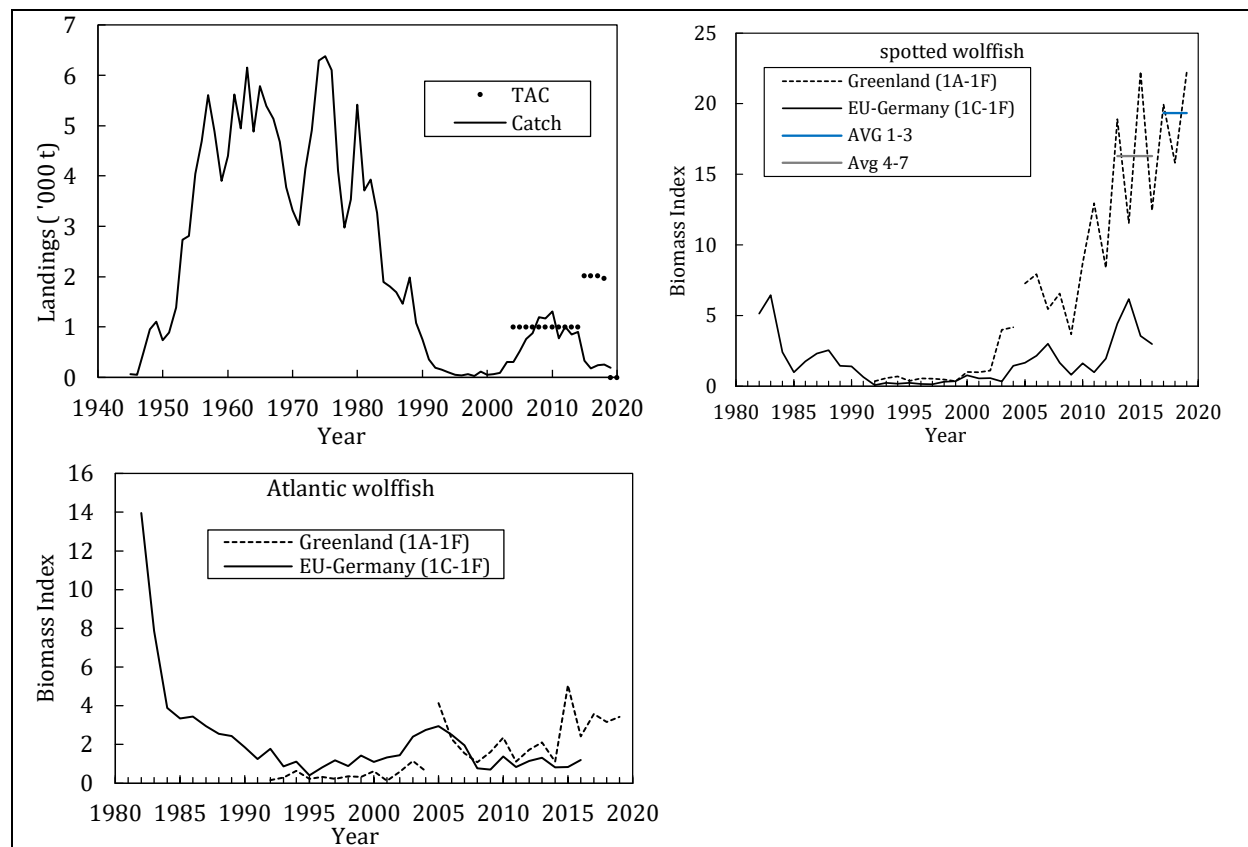 7
6
5
4
3
2
1
0
Landings ( '000 t)
TAC
Catch
1940 1950 1960 1970 1980 1990 2000 2010 2020
Year
spotted wolffish
25
20
15
10
5
0
Biomass Index
Greenland (1A-1F)
EU-Germany (1C-1F)
AVG 1-3
Avg 4-7
1980 1985 1990 1995 2000 2005 2010 2015 2020
Year
Atlantic wolffish
16
14
12
10
8
6
4
2
0
Biomass Index
Greenland (1A-1F)
EU-Germany (1C-1F)
1980 1985 1990 1995 2000 2005 2010 2015 2020
Year